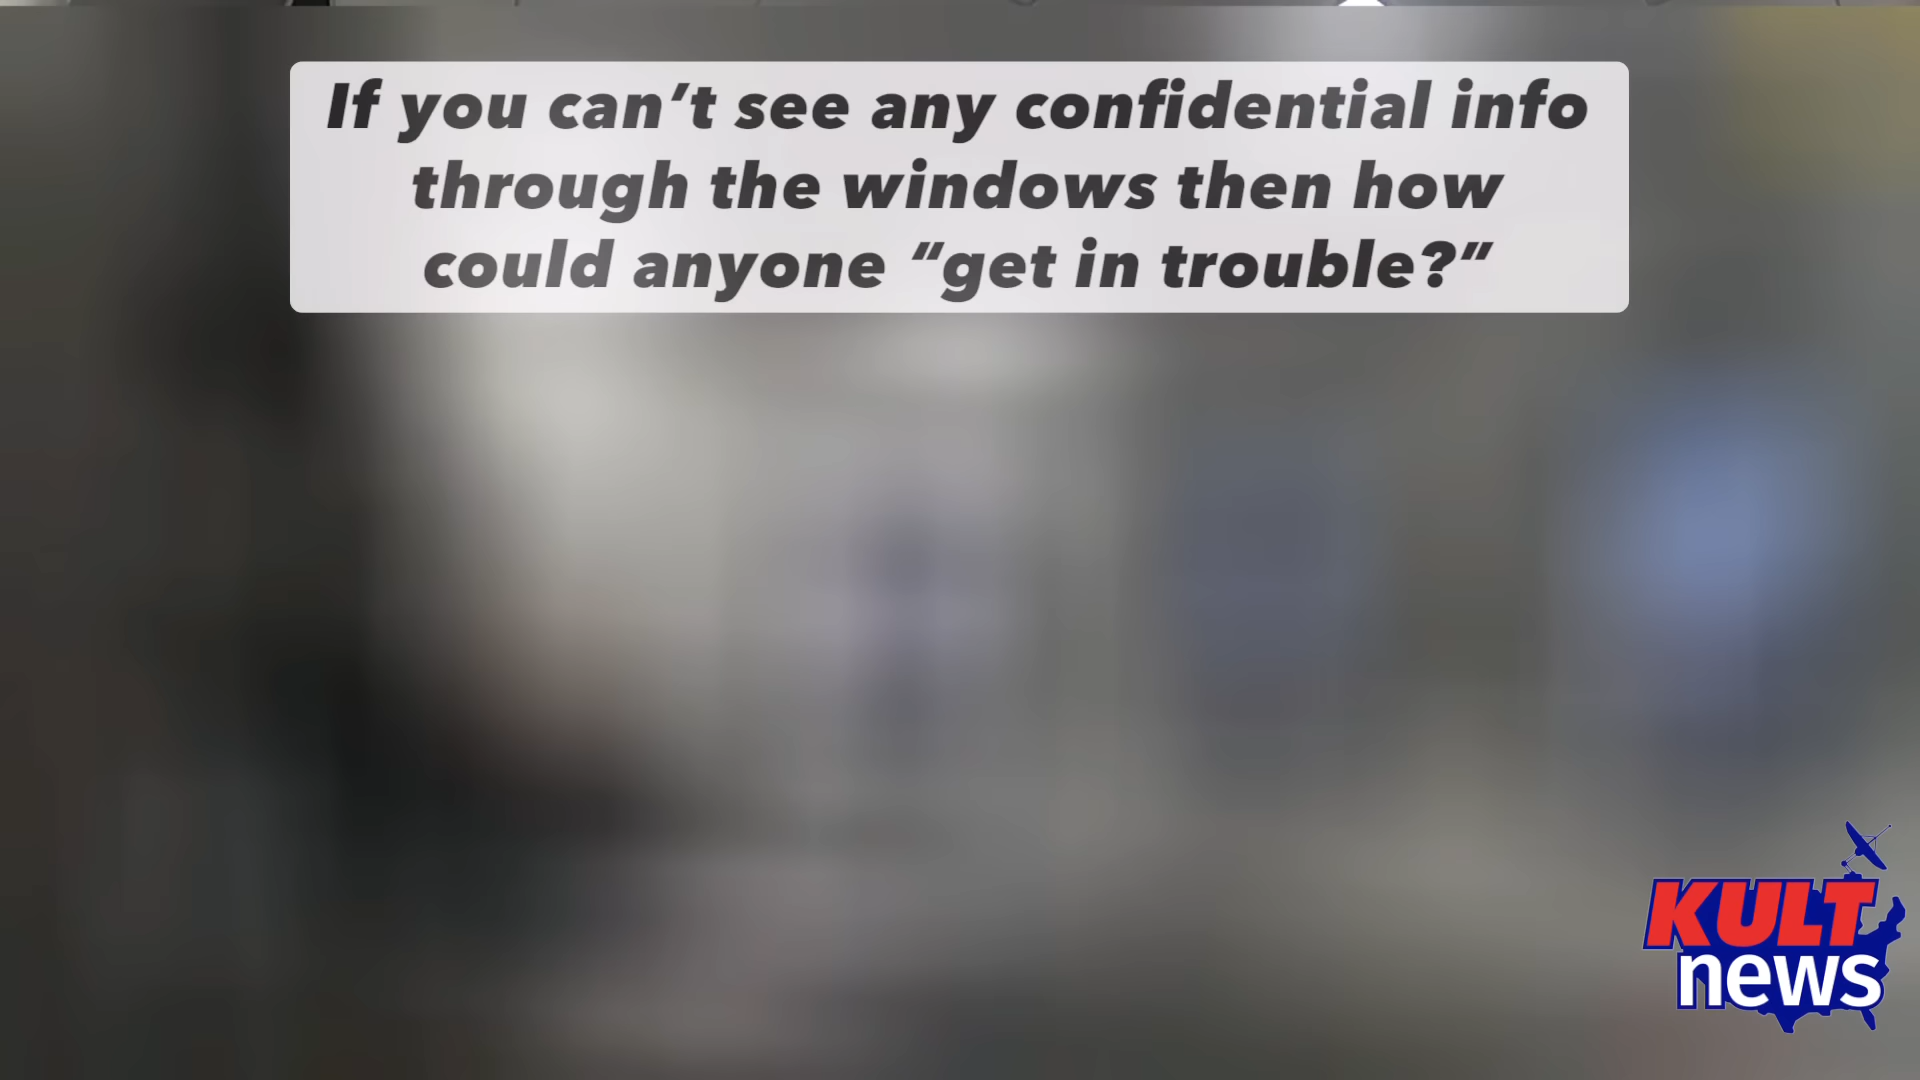 If you can’t see any confidential info
through the windows then how
could anyone “get in trouble?”
KULT
news